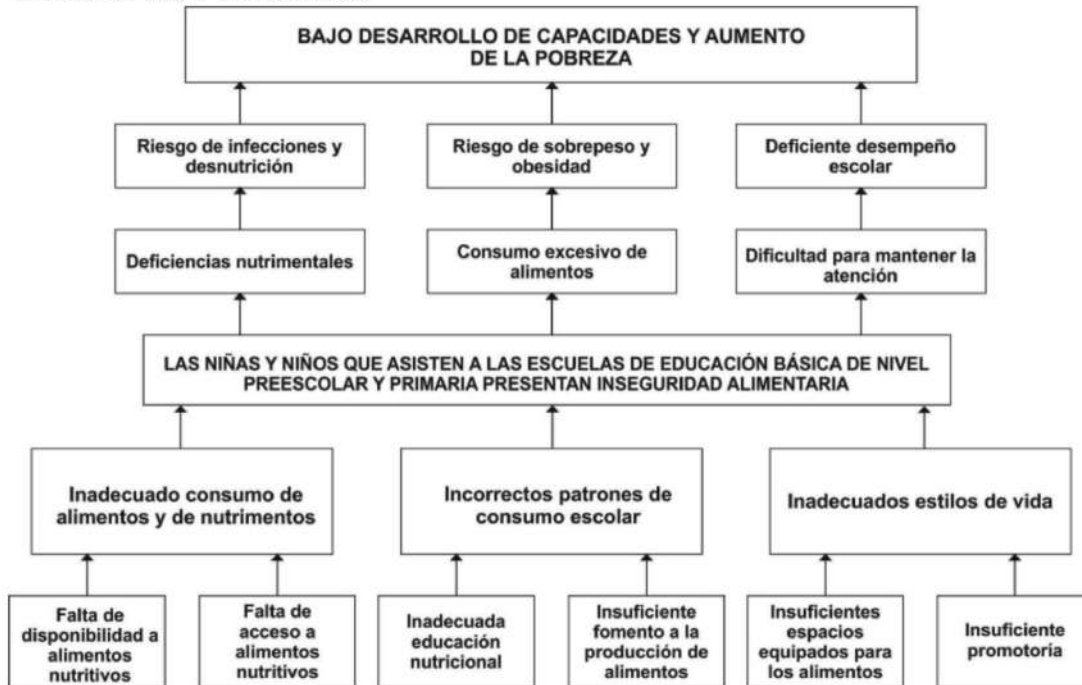 BAJO DESARROLLO DE CAPACIDADES Y AUMENTO
DE LA POBREZA
Riesgo de infecciones y
desnutrición
Riesgo de sobrepeso y
obesidad
Deficiente desempeño
escolar
Deficiencias nutrimentales
Consumo excesivo de
alimentos
Dificultad para mantener la
atención
LAS NIÑAS Y NIÑOS QUE ASISTEN A LAS ESCUELAS DE EDUCACIÓN BÁSICA DE NIVEL
PREESCOLAR Y PRIMARIA PRESENTAN INSEGURIDAD ALIMENTARIA
Inadecuado consumo de
alimentos y de nutrimentos
Incorrectos patrones de
consumo escolar
Inadecuados estilos de vida
Falta de
disponibilidad a
alimentos
nutritivos
Falta de
acceso a
alimentos
nutritivos
Inadecuada
educación
nutricional
Insuficiente
fomento a la
producción de
alimentos
Insuficientes
espacios
equipados para
los alimentos
Insuficiente
promotoría